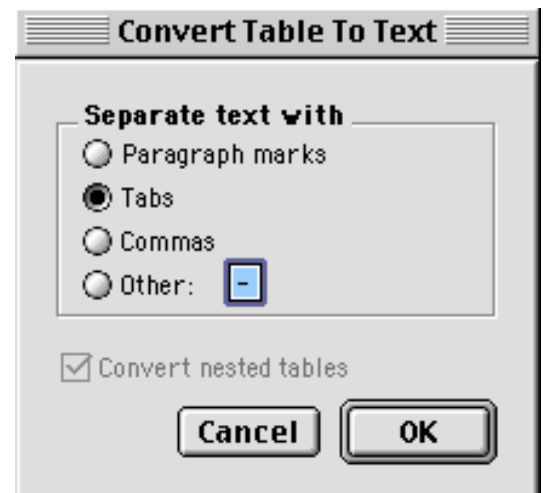 Convert Table To Text
Separate text with
Paragraph marks
Tabs
Commas
Other: -
Convert nested tables
Cancel OK